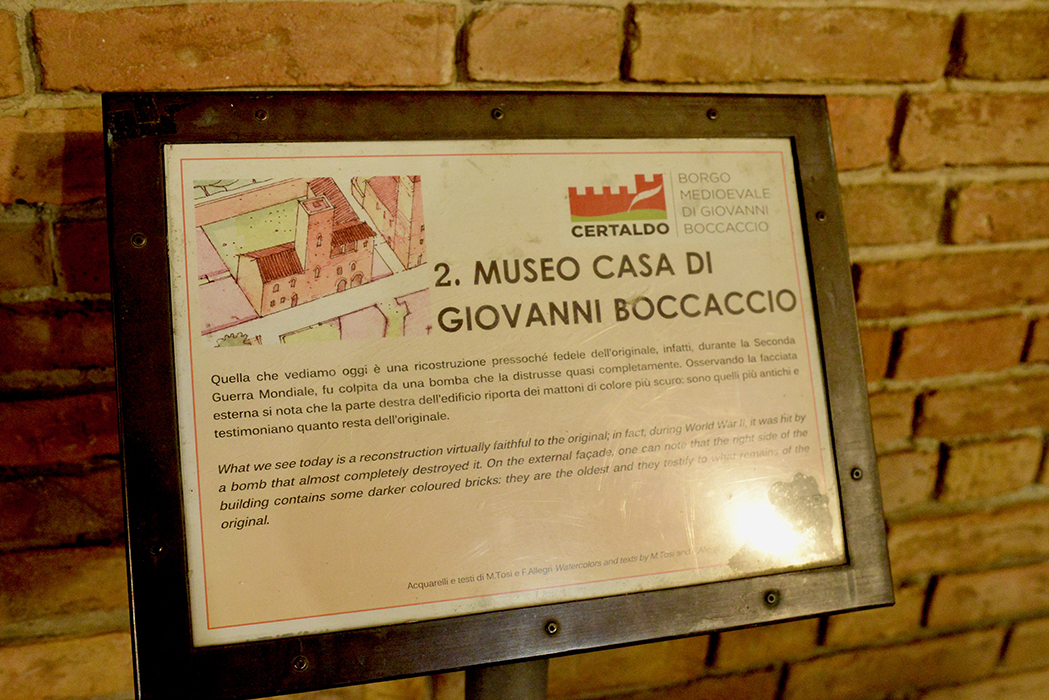 CERTALDO
BORGO
MEDIOEVALE
DI GIOVANNI
BOCCACCIO
2. MUSEO CASA DI
GIOVANNI BOCCACCIO
Quella che vediamo oggi è una ricostruzione pressoché fedele dell'originale, infatti, durante la Seconda
Guerra Mondiale, fu colpita da una bomba che la distrusse quasi completamente. Osservando la facciata
esterna si nota che la parte destra dell'edificio riporta dei mattoni di colore più scuro: sono quelli più antichi e
testimoniano quanto resta dell'originale.
What we see today is a reconstruction virtually faithful to the original; in fact, during World War II, it was hit by
a bomb that almost completely destroyed it. On the external façade, one can note that the right side of the
building contains some darker coloured bricks: they are the oldest and they testify to what remains of the
original.
Acquarelli e testi di M.Tosi e F.Allegri Watercolors and texts by M.Tosi and